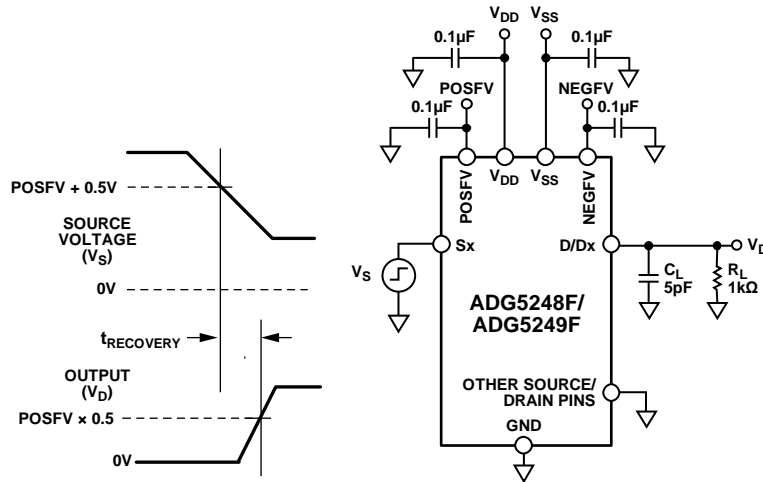 VDD
VSS
0.1µF
0.1µF
POSFV
NEGFV
0.1µF
0.1µF
POSFV
VDD
VSS
NEGFV
POSFV + 0.5V
SOURCE
VOLTAGE
(VS)
0V
tRECOVERY
OUTPUT
(VD)
POSFV × 0.5
0V
VS
Sx
D/Dx
VD
CL
5pF
RL
1kΩ
ADG5248F/
ADG5249F
OTHER SOURCE/
DRAIN PINS
GND